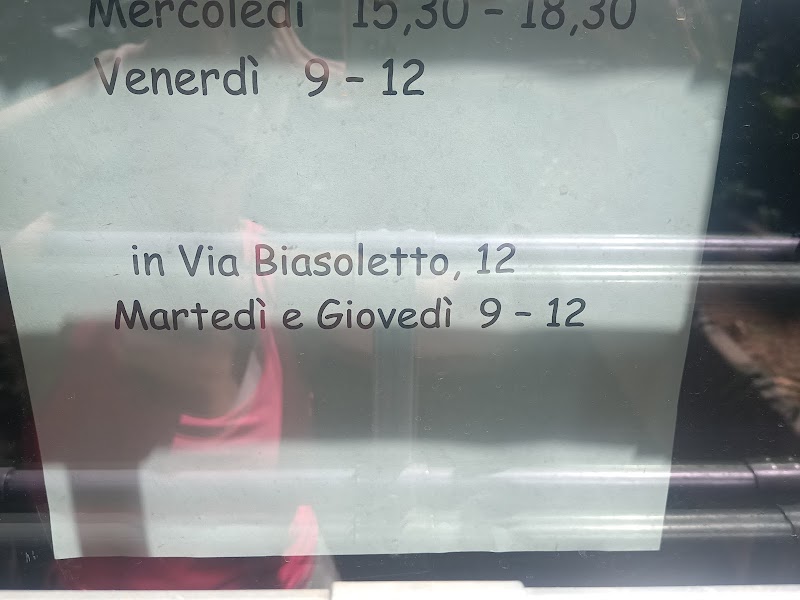 Mercoledì 15,30 - 18,30
Venerdì 9 - 12
in Via Biasoletto, 12
Martedì e Giovedì 9 - 12